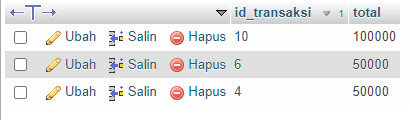 id_transaksi 1 total
Ubah Salin Hapus 10 100000
Ubah Salin Hapus 6 50000
Ubah Salin Hapus 4 50000